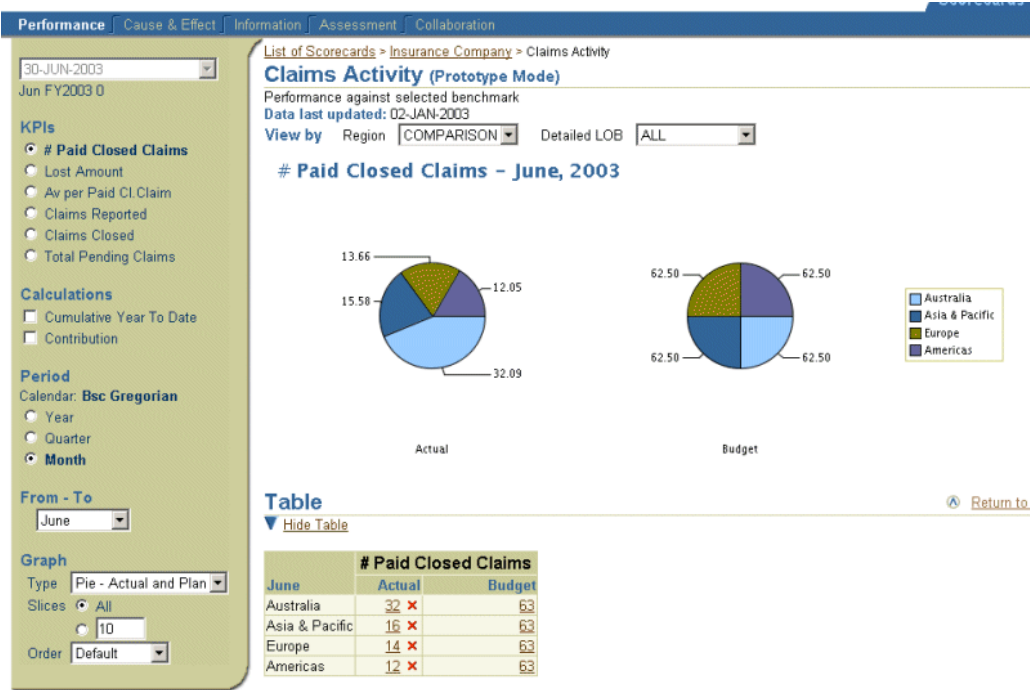 Scorecards
Performance Cause & Effect Information Assessment Collaboration
30-JUN-2003
Jun FY2003 0
KPIs
# Paid Closed Claims
Lost Amount
Av per Paid Cl.Claim
Claims Reported
Claims Closed
Total Pending Claims
Calculations
Cumulative Year To Date
Contribution
Period
Calendar: Bsc Gregorian
Year
Quarter
Month
From - To
June
Graph
Type Pie - Actual and Plan
Slices All
10
Order Default
List of Scorecards > Insurance Company > Claims Activity
Claims Activity (Prototype Mode)
Performance against selected benchmark
Data last updated: 02-JAN-2003
View by Region COMPARISON Detailed LOB ALL
# Paid Closed Claims - June, 2003
13.66
15.58
12.05
32.09
Actual
62.50
62.50
62.50
62.50
Budget
Australia
Asia & Pacific
Europe
Americas
Table
Return to
Hide Table
# Paid Closed Claims
June Actual Budget
Australia 32 63
Asia & Pacific 16 63
Europe 14 63
Americas 12 63